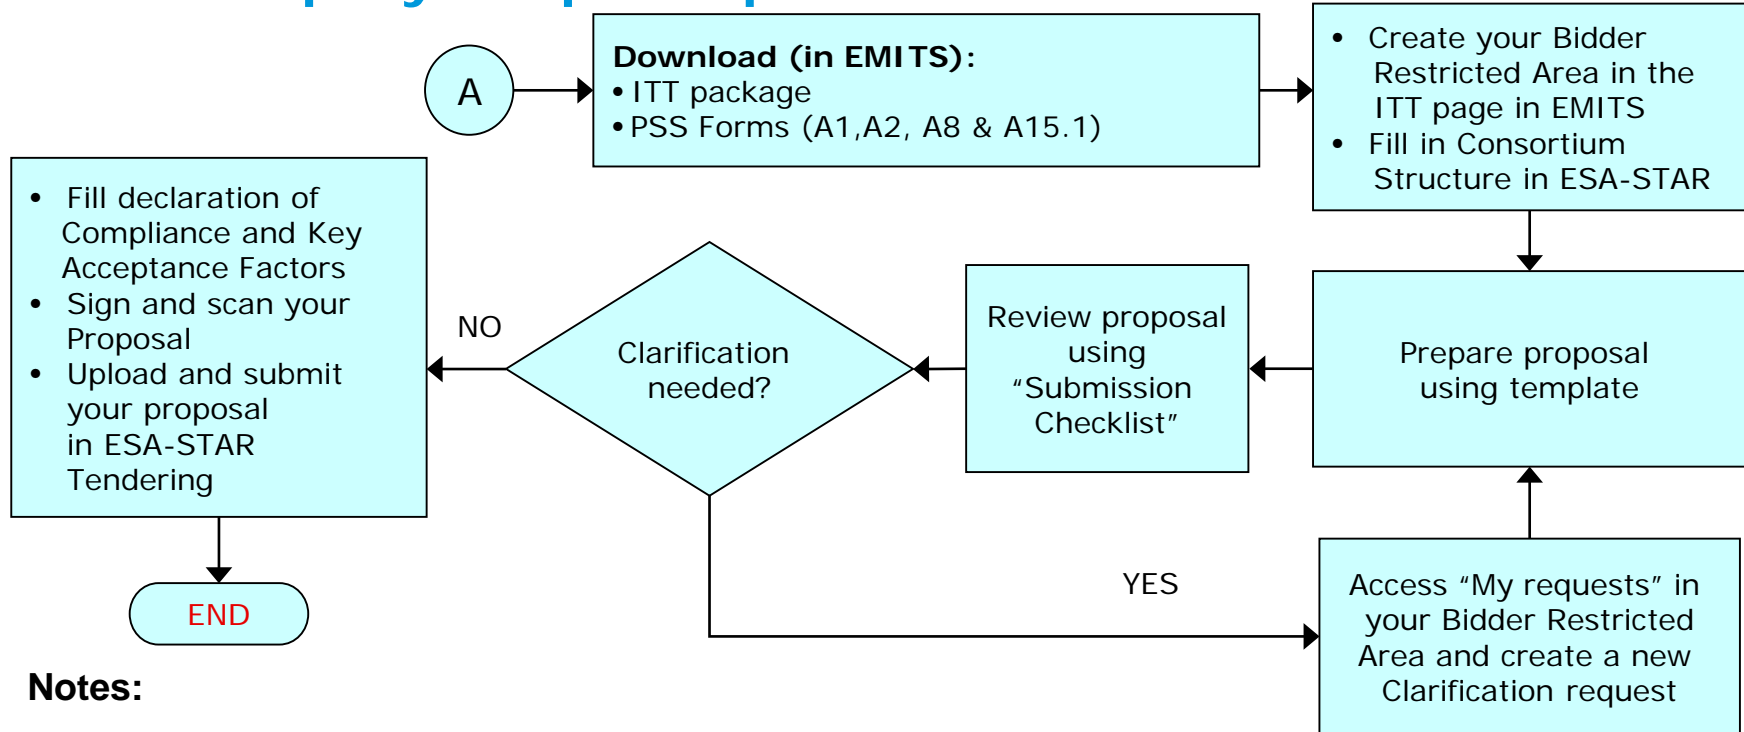 A
Download (in EMITS):
• ITT package
• PSS Forms (A1,A2, A8 & A15.1)
• Create your Bidder
Restricted Area in the
ITT page in EMITS
• Fill in Consortium
Structure in ESA-STAR
• Fill declaration of
Compliance and Key
Acceptance Factors
• Sign and scan your
Proposal
• Upload and submit
your proposal
in ESA-STAR
Tendering
NO
Clarification
needed?
Review proposal
using
“Submission
Checklist”
Prepare proposal
using template
END
YES
Access “My requests” in
your Bidder Restricted
Area and create a new
Clarification request
Notes: